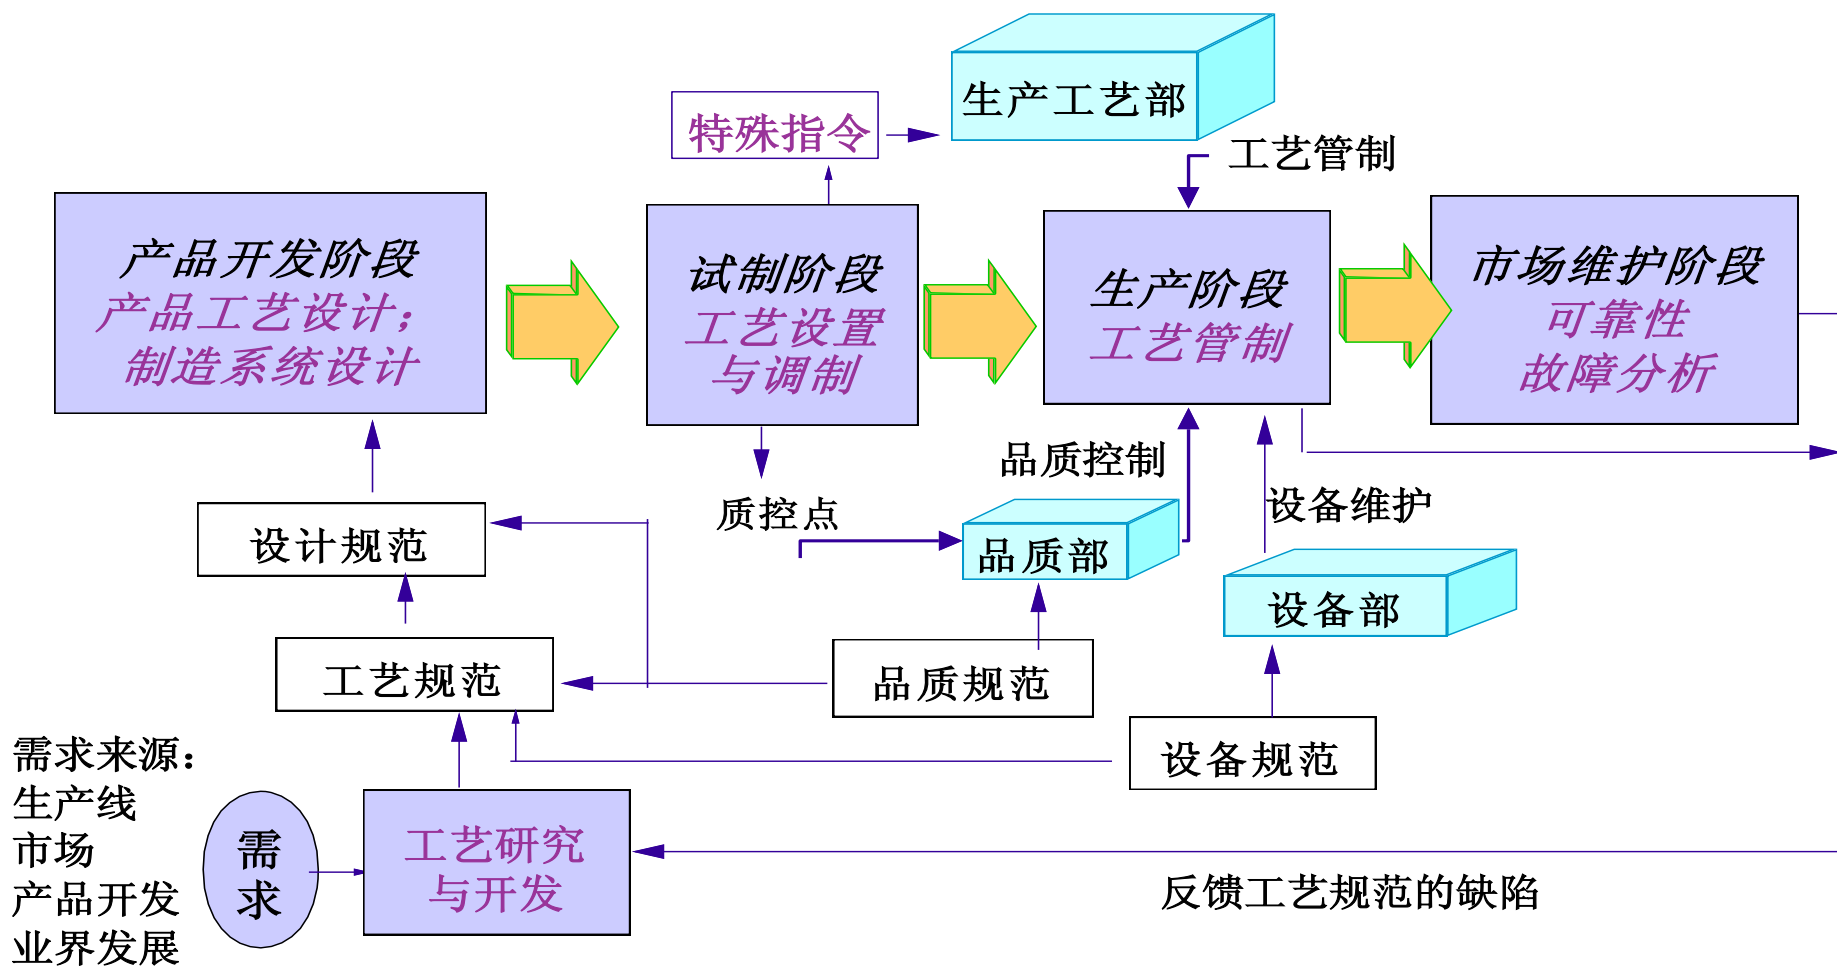 生产工艺部
特殊指令
工艺管制
产品开发阶段
产品工艺设计；
制造系统设计
试制阶段
工艺设置
与调制
生产阶段
工艺管制
市场维护阶段
可靠性
故障分析
品质控制
质控点
设备维护
设计规范
品质部
设备部
工艺规范
品质规范
设备规范
需求来源：
生产线
市场
产品开发
业界发展
需
求
工艺研究
与开发
反馈工艺规范的缺陷